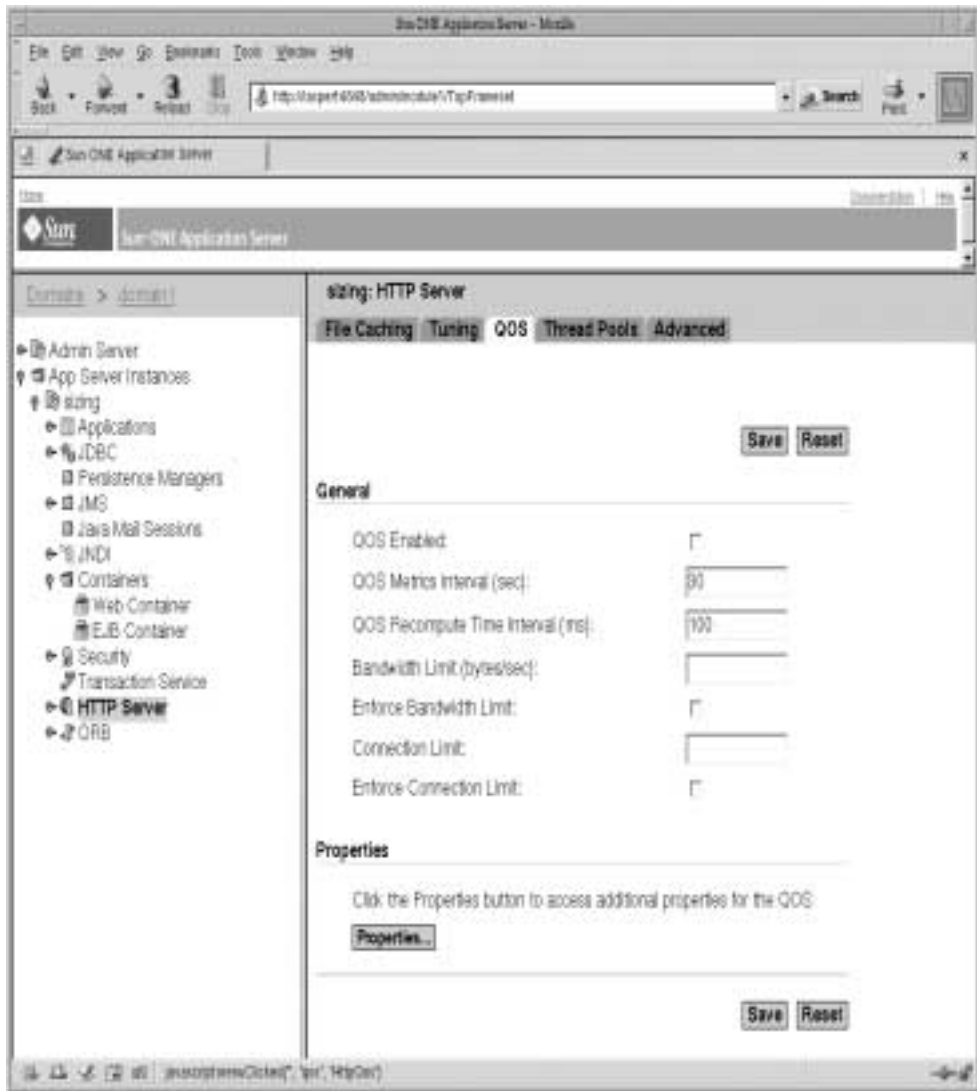 Sun ONE Application Server - Mozilla
File Edit View Go Bookmarks Tools Window Help
Back Forward Reload Stop
Search Print
Sun ONE Application Server
Home
Documentation | Help
Sun
Sun ONE Application Server
Domains > domain1
sizing: HTTP Server
File Caching Tuning QOS Thread Pools Advanced
Admin Server
App Server Instances
sizing
Applications
JDBC
Persistence Managers
JMS
Java Mail Sessions
JNDI
Containers
Web Container
EJB Container
Security
Transaction Service
HTTP Server
ORB
Save Reset
General
QOS Enabled:
QOS Metrics Interval (sec):
QOS Recompute Time Interval (ms): 100
Bandwidth Limit (bytes/sec):
Enforce Bandwidth Limit:
Connection Limit:
Enforce Connection Limit:
Properties
Click the Properties button to access additional properties for the QOS:
Properties...
Save Reset